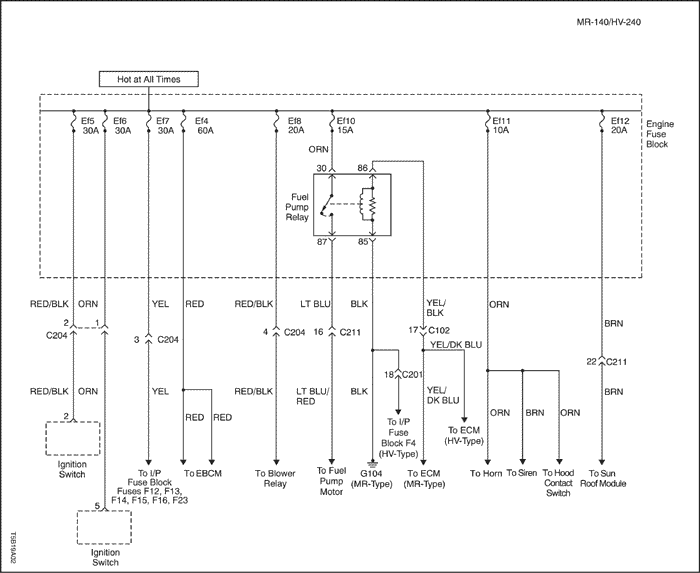 MR-140/HV-240
Hot at All Times
Ef5 30A
Ef6 30A
Ef7 30A
Ef4 60A
Ef8 20A
Ef10 15A
Ef11 10A
Ef12 20A
Engine
Fuse
Block
ORN
30
86
Fuel
Pump
Relay
87
85
RED/BLK
ORN
YEL
RED
RED/BLK
LT BLU
BLK
YEL/
BLK
ORN
BRN
2
1
C204
3
C204
4
C204
16
C211
17
C102
YEL/DK BLU
22
C211
18
C201
RED/BLK
ORN
YEL
RED
RED
RED/BLK
LT BLU/
RED
BLK
YEL/
DK BLU
ORN
BRN
ORN
BRN
2
To I/P
Fuse
Block F4
(HV-Type)
To ECM
(HV-Type)
Ignition
Switch
To I/P
Fuse Block
Fuses F12, F13,
F14, F15, F16, F23
To EBCM
To Blower
Relay
To Fuel
Pump
Motor
G104
(MR-Type)
To ECM
(MR-Type)
To Horn
To Siren
To Hood
Contact
Switch
To Sun
Roof Module
5
Ignition
Switch
T5B19A02